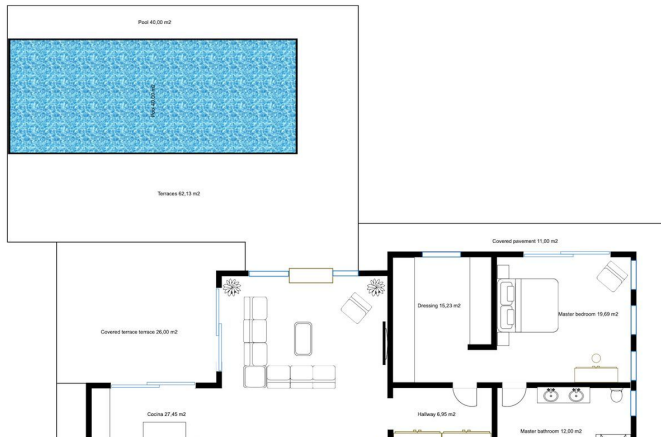 Pool 40,00 m2
Terraces 62,13 m2
Covered pavement 11,00 m2
Dressing 15,23 m2
Master bedroom 19,69 m2
Covered terrace terrace 26,00 m2
Cocina 27,45 m2
Hallway 6,95 m2
Master bathroom 12,00 m2